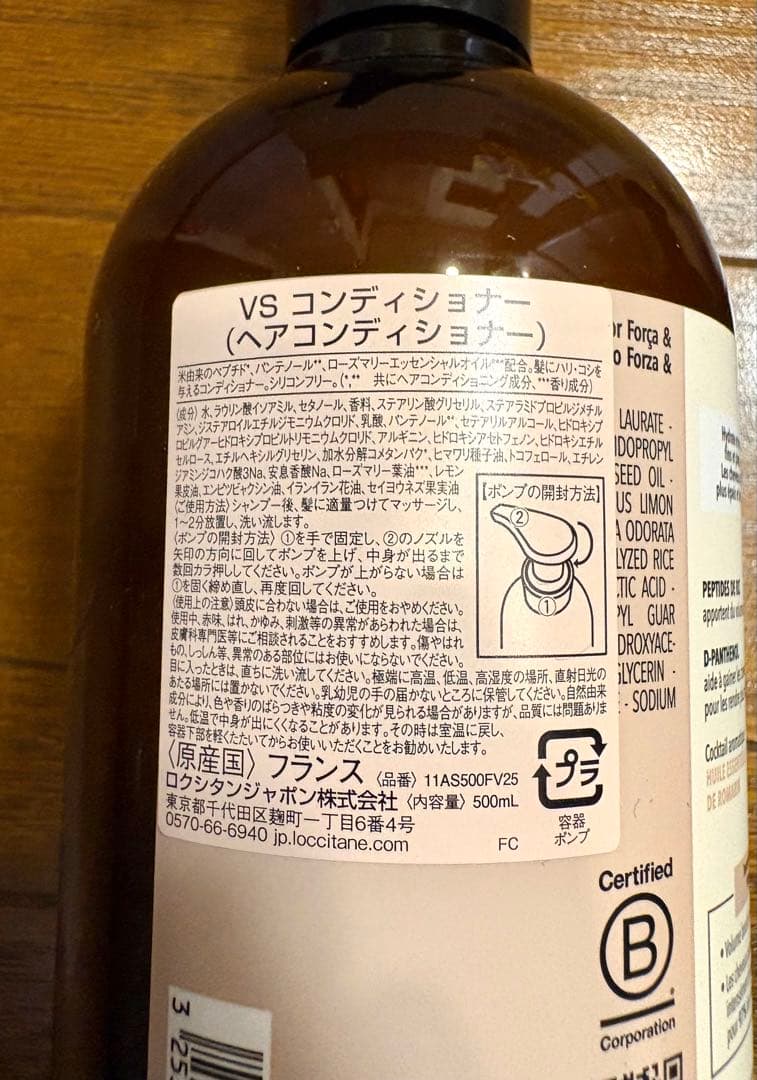 VS コンディショナー
(ヘアコンディショナー)
米由来のペプチド*、パンテノール**、ローズマリーエッセンシャルオイル***配合。髪にハリ・コシを
与えるコンディショナー。シリコンフリー。(*,** 共にヘアコンディショニング成分、***香り成分)
〈成分〉水、ラウリン酸イソアミル、セタノール、香料、ステアリン酸グリセリル、ステアラミドプロピルジメチル
アミン、ジステアロイルエチルジモニウムクロリド、乳酸、パンテノール**、セテアリルアルコール、ヒドロキシプ
ロピルグアーヒドロキシプロピルトリモニウムクロリド、アルギニン、ヒドロキシアセトフェノン、ヒドロキシエチル
セルロース、エチルヘキシルグリセリン、加水分解コメタンパク*、ヒマワリ種子油、トコフェロール、エチレン
ジアミンジコハク酸3Na、安息香酸Na、ローズマリー葉油***、レモン
果皮油、エンピツビャクシン油、イランイラン花油、セイヨウネズ果実油
〈ご使用方法〉シャンプー後、髪に適量つけてマッサージし、
1～2分放置し、洗い流します。
〈ポンプの開封方法〉①を手で固定し、②のノズルを
矢印の方向に回してポンプを上げ、中身が出るまで
数回カラ押ししてください。ポンプが上がらない場合は
①を固く締め直し、再度回してください。
〈使用上の注意〉頭皮に合わない場合は、ご使用をおやめください。
使用中、赤味、はれ、かゆみ、刺激等の異常があらわれた場合は、
皮膚科専門医等にご相談されることをおすすめします。傷やはれ
もの、しっしん等、異常のある部位にはお使いにならないでください。
目に入ったときは、直ちに洗い流してください。極端に高温、低温、高湿度の場所、直射日光の
あたる場所には置かないでください。乳幼児の手の届かないところに保管してください。自然由来
成分により、色や香りのばらつきや粘度の変化が見られる場合がありますが、品質には問題ありま
せん。低温で中身が出にくくなることがあります。その時は室温に戻し、
容器下部を軽くたたいてからお使いいただくことをお勧めいたします。
〈原産国〉フランス 〈品番〉11AS500FV25
ロクシタンジャポン株式会社〈内容量〉500mL
東京都千代田区麹町一丁目6番4号
0570-66-6940 jp.loccitane.com FC
【ポンプの開封方法】
②
①
プラ
容器
ポンプ
or Força &
o Forza &
LAURATE ·
DOPROPYL
SEED OIL ·
US LIMON
A ODORATA
LYZED RICE
CTIC ACID ·
PYL GUAR
DROXYACE-
GLYCERIN ·
· SODIUM
PEPTIDES DE RIZ
D-PANTHENOL
HUILE ESSENT
DE ROMARIN
Certified
B
Corporation